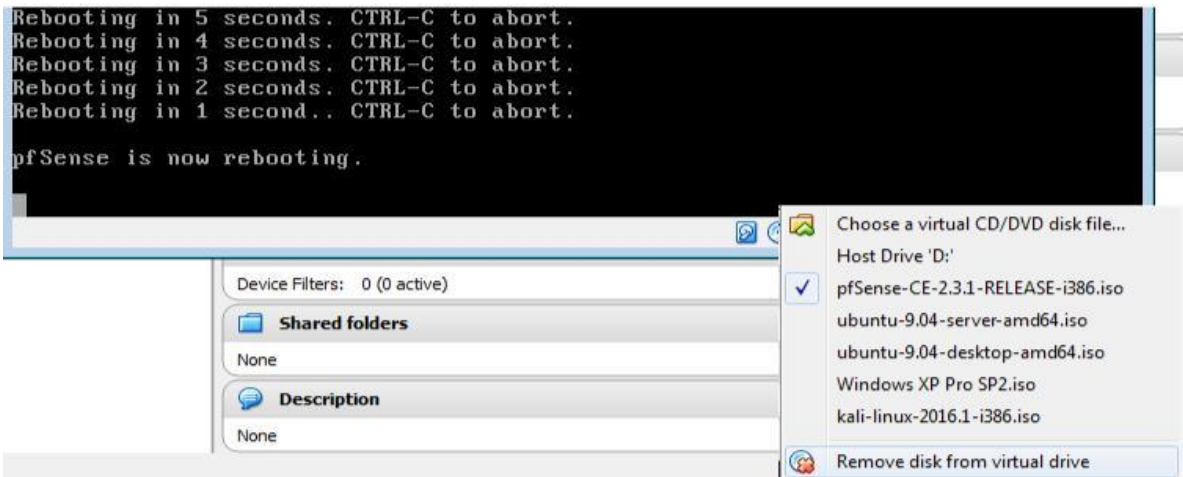 Rebooting in 5 seconds. CTRL-C to abort.
Rebooting in 4 seconds. CTRL-C to abort.
Rebooting in 3 seconds. CTRL-C to abort.
Rebooting in 2 seconds. CTRL-C to abort.
Rebooting in 1 second.. CTRL-C to abort.
pfSense is now rebooting.
Choose a virtual CD/DVD disk file...
Host Drive 'D:'
pfSense-CE-2.3.1-RELEASE-i386.iso
ubuntu-9.04-server-amd64.iso
ubuntu-9.04-desktop-amd64.iso
Windows XP Pro SP2.iso
kali-linux-2016.1-i386.iso
Remove disk from virtual drive
Device Filters: 0 (0 active)
Shared folders
None
Description
None